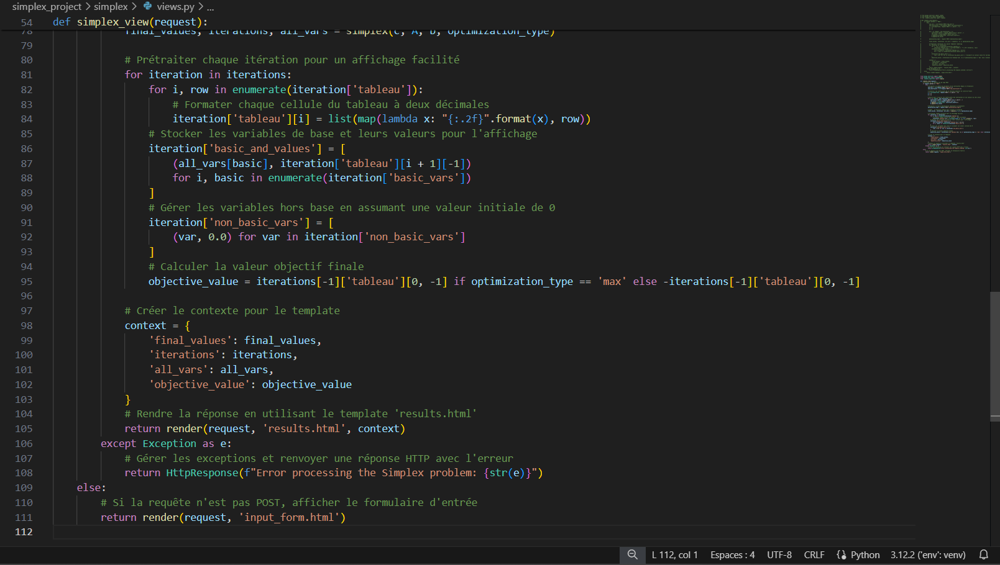 simplex_project > simplex > views.py > ...
54 def simplex_view(request):
78 final_values, iterations, all_vars = simplex(c, A, b, optimization_type)
79
80 # Prétraiter chaque itération pour un affichage facilité
81 for iteration in iterations:
82 for i, row in enumerate(iteration['tableau']):
83 # Formater chaque cellule du tableau à deux décimales
84 iteration['tableau'][i] = list(map(lambda x: "{:.2f}".format(x), row))
85 # Stocker les variables de base et leurs valeurs pour l'affichage
86 iteration['basic_and_values'] = [
87 (all_vars[basic], iteration['tableau'][i + 1][-1])
88 for i, basic in enumerate(iteration['basic_vars'])
89 ]
90 # Gérer les variables hors base en assumant une valeur initiale de 0
91 iteration['non_basic_vars'] = [
92 (var, 0.0) for var in iteration['non_basic_vars']
93 ]
94 # Calculer la valeur objectif finale
95 objective_value = iterations[-1]['tableau'][0, -1] if optimization_type == 'max' else -iterations[-1]['tableau'][0, -1]
96
97 # Créer le contexte pour le template
98 context = {
99 'final_values': final_values,
100 'iterations': iterations,
101 'all_vars': all_vars,
102 'objective_value': objective_value
103 }
104 # Rendre la réponse en utilisant le template 'results.html'
105 return render(request, 'results.html', context)
106 except Exception as e:
107 # Gérer les exceptions et renvoyer une réponse HTTP avec l'erreur
108 return HttpResponse(f"Error processing the Simplex problem: {str(e)}")
109 else:
110 # Si la requête n'est pas POST, afficher le formulaire d'entrée
111 return render(request, 'input_form.html')
112
L 112, col 1 Espaces : 4 UTF-8 CRLF Python 3.12.2 ('env': venv)